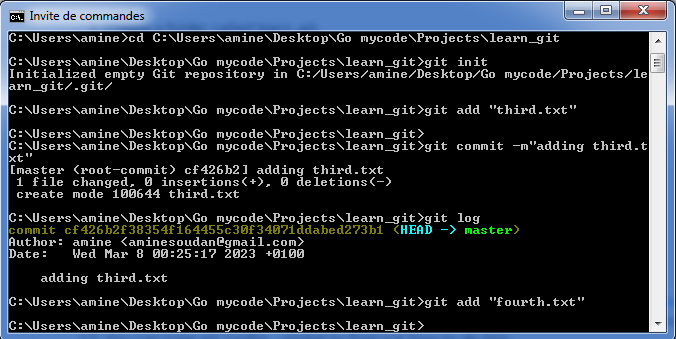 Invite de commandes
C:\Users\amine>cd C:\Users\amine\Desktop\Go mycode\Projects\learn_git
C:\Users\amine\Desktop\Go mycode\Projects\learn_git>git init
Initialized empty Git repository in C:/Users/amine/Desktop/Go mycode/Projects/le
arn_git/.git/
C:\Users\amine\Desktop\Go mycode\Projects\learn_git>git add "third.txt"
C:\Users\amine\Desktop\Go mycode\Projects\learn_git>
C:\Users\amine\Desktop\Go mycode\Projects\learn_git>git commit -m"adding third.t
xt"
[master (root-commit) cf426b2] adding third.txt
 1 file changed, 0 insertions(+), 0 deletions(-)
 create mode 100644 third.txt
C:\Users\amine\Desktop\Go mycode\Projects\learn_git>git log
commit cf426b2f38354f164455c30f34071ddabed273b1 (HEAD -> master)
Author: amine <aminesoudan@gmail.com>
Date:   Wed Mar 8 00:25:17 2023 +0100
    adding third.txt
C:\Users\amine\Desktop\Go mycode\Projects\learn_git>git add "fourth.txt"
C:\Users\amine\Desktop\Go mycode\Projects\learn_git>